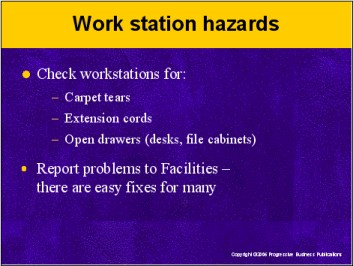 Work station hazards
● Check workstations for:
– Carpet tears
– Extension cords
– Open drawers (desks, file cabinets)
• Report problems to Facilities –
there are easy fixes for many
Copyright ©2006 Progressive Business Publications